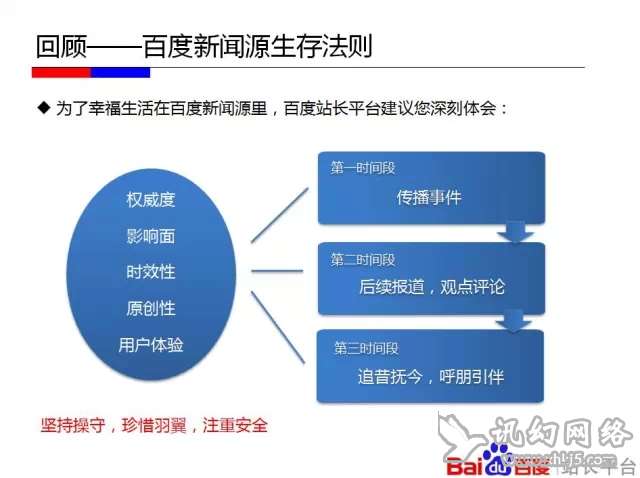 回顾——百度新闻源生存法则
◆ 为了幸福生活在百度新闻源里，百度站长平台建议您深刻体会：
权威度
影响面
时效性
原创性
用户体验
第一时间段
传播事件
第二时间段
后续报道，观点评论
第三时间段
追昔抚今，呼朋引伴
坚持操守，珍惜羽翼，注重安全
讯幻网络
Baidu百度 站长平台